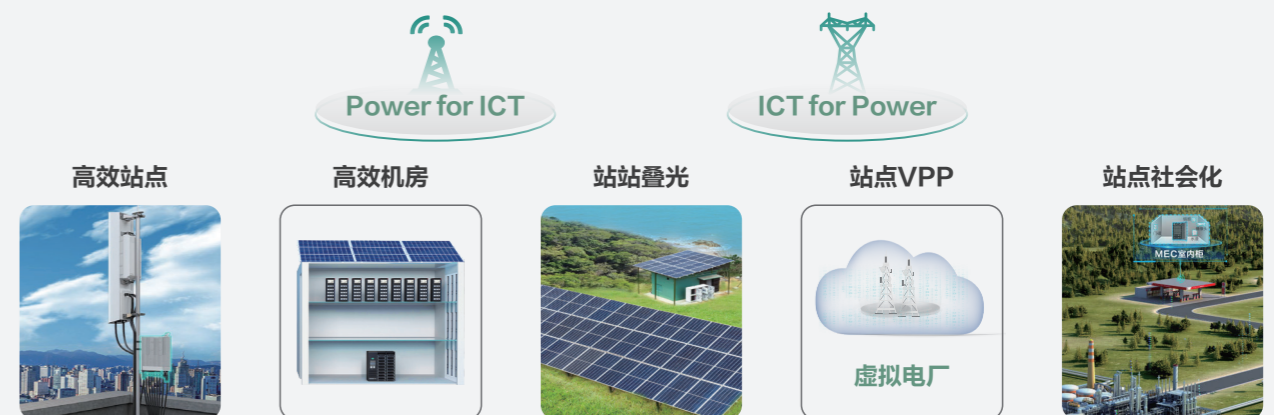 Power for ICT
ICT for Power
高效站点
高效机房
站站叠光
站点VPP
站点社会化
MEC室内柜
虚拟电厂